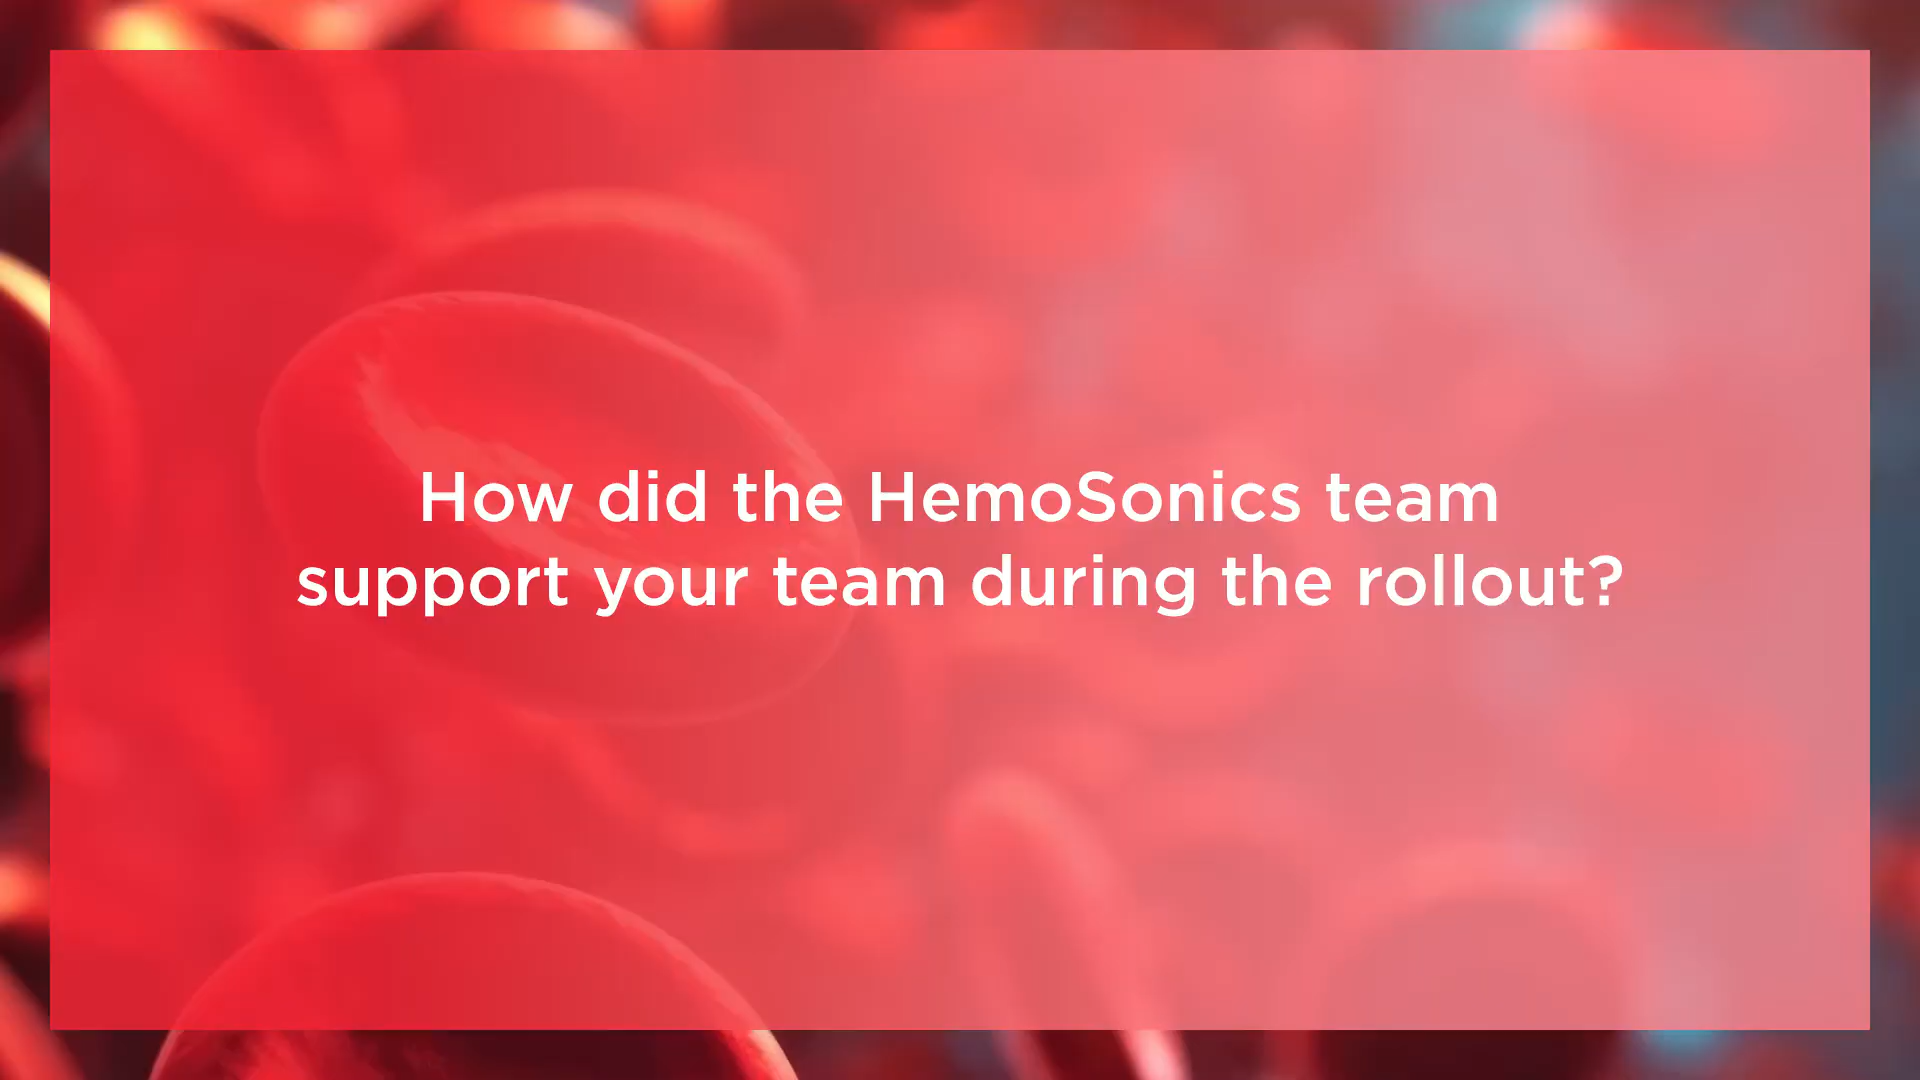 How did the HemoSonics team
support your team during the rollout?